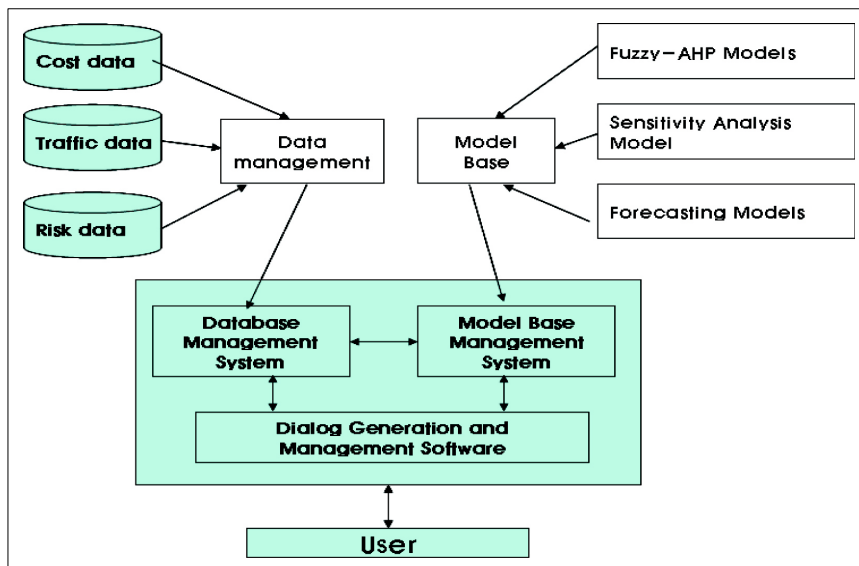 Cost data
Traffic data
Risk data
Data
management
Model
Base
Fuzzy-AHP Models
Sensitivity Analysis
Model
Forecasting Models
Database
Management
System
Model Base
Management
System
Dialog Generation and
Management Software
User